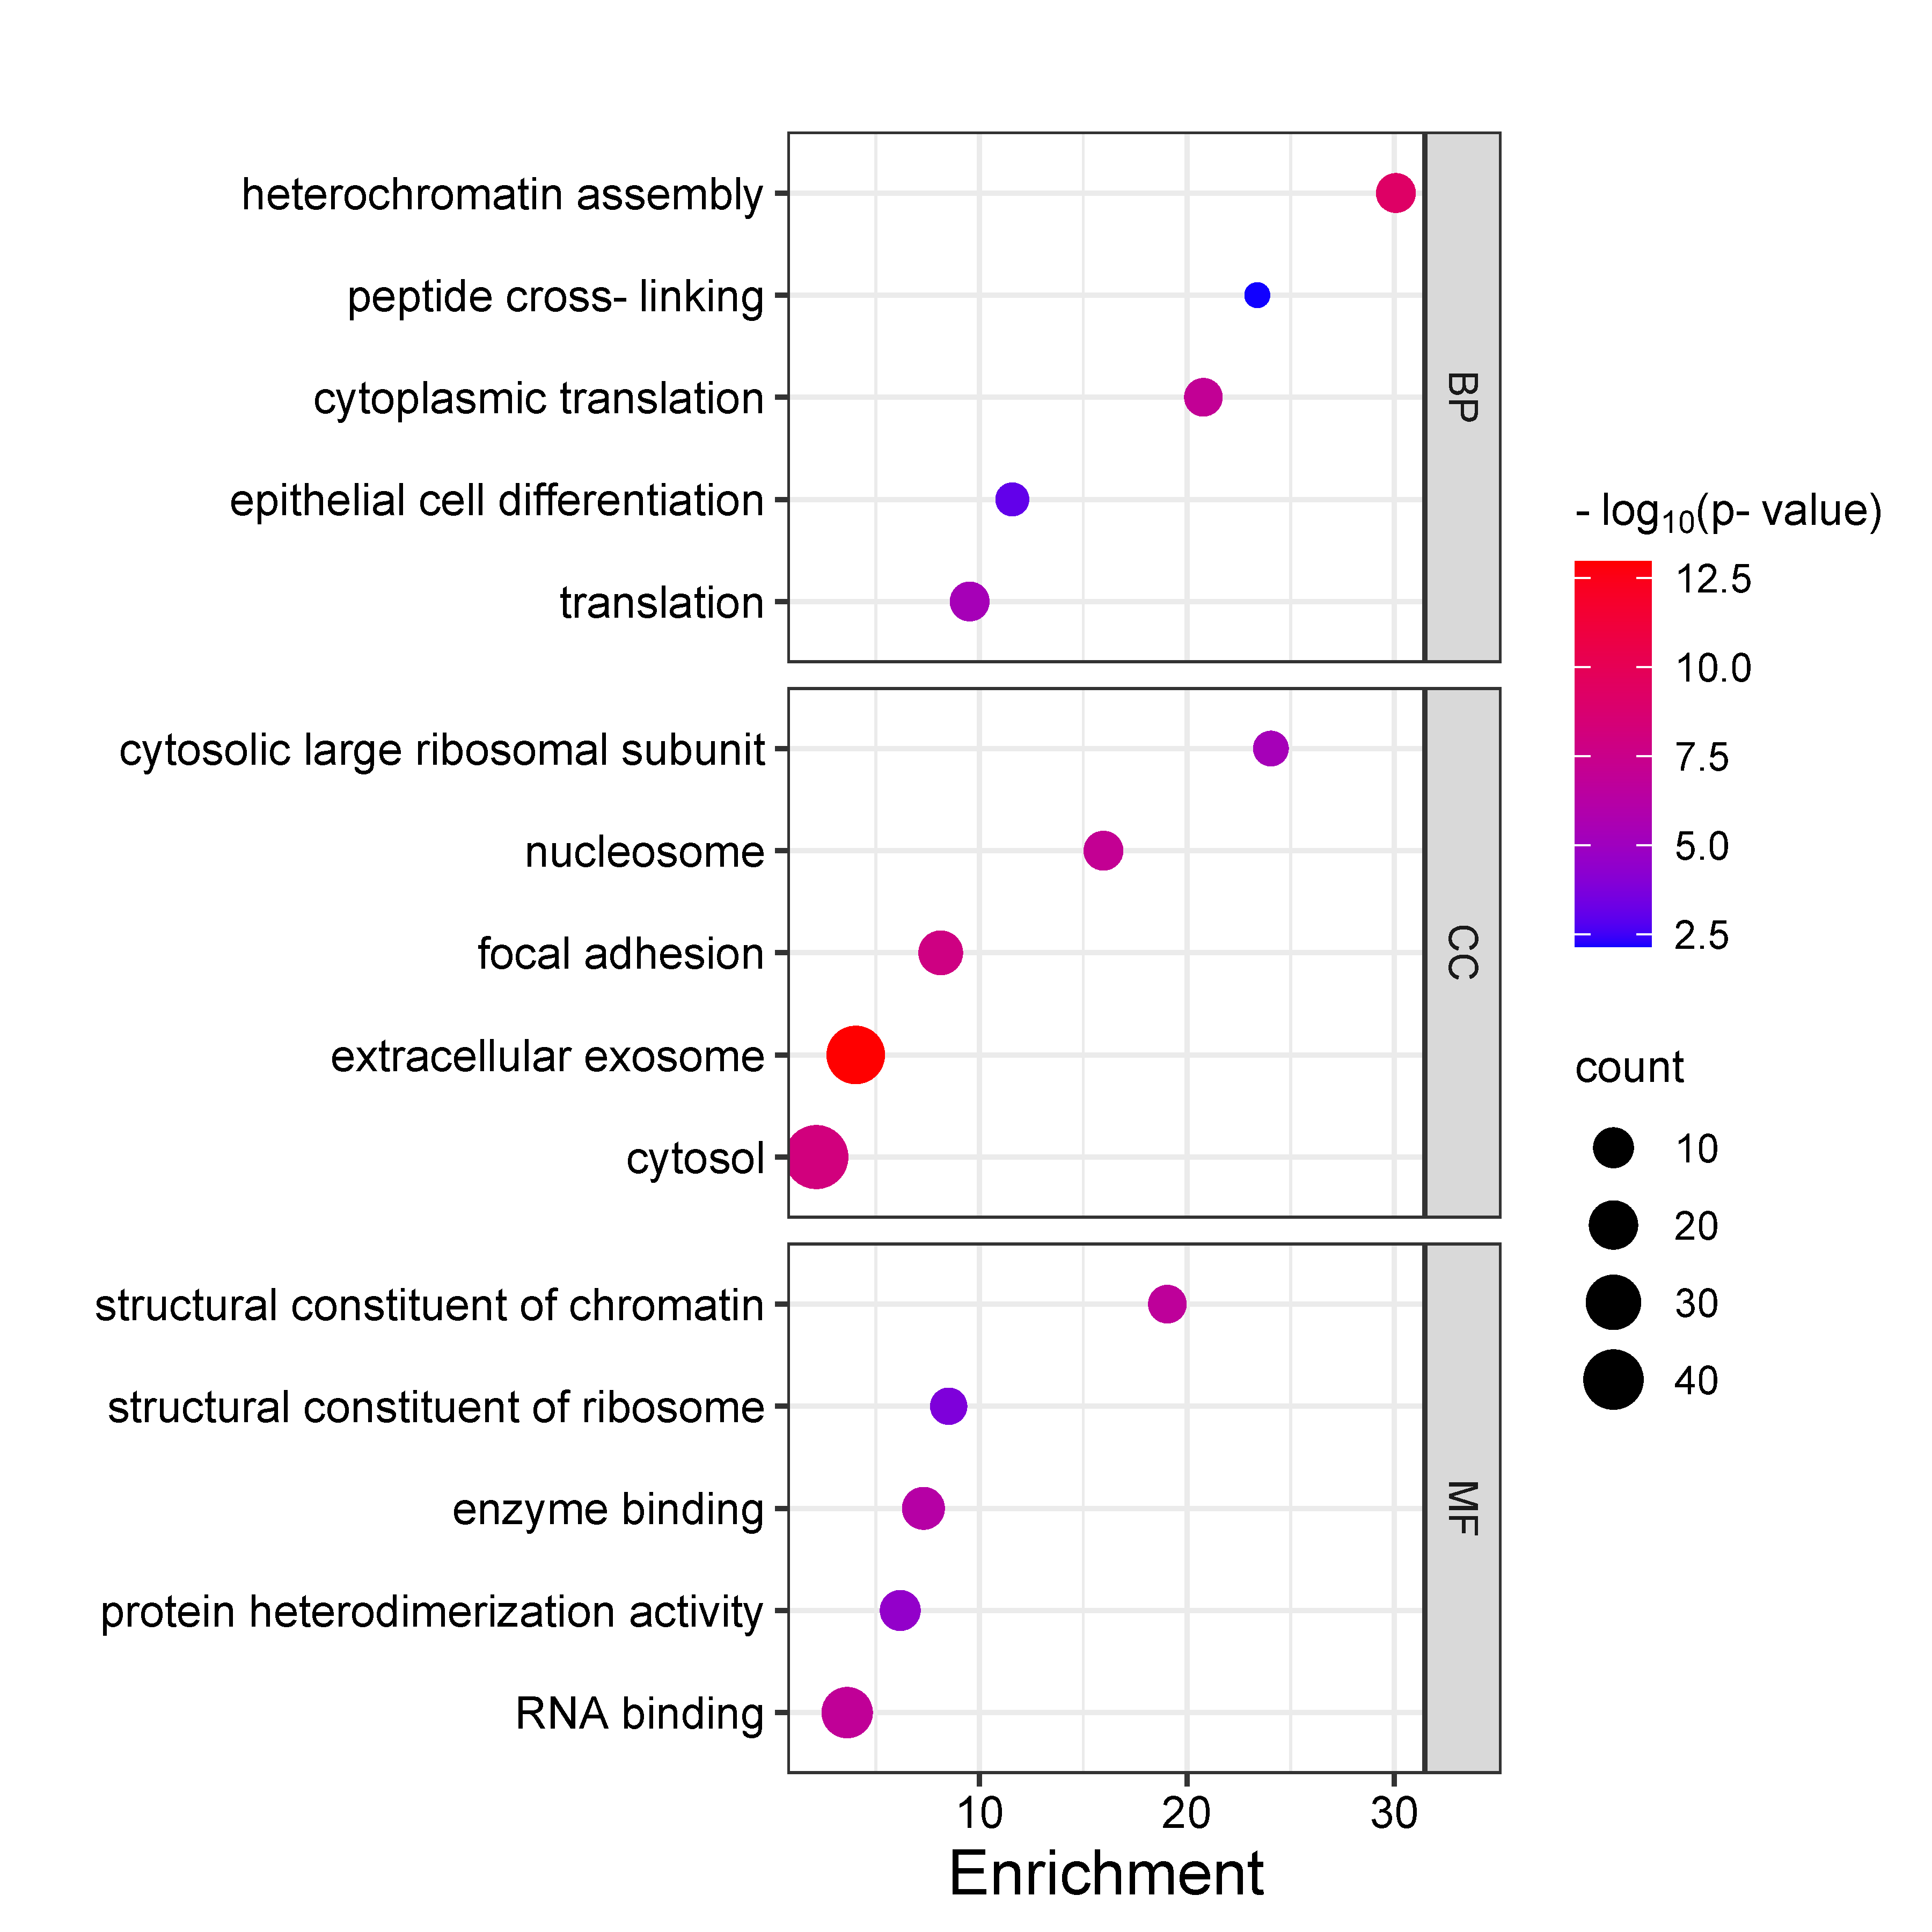 heterochromatin assembly
peptide cross- linking
cytoplasmic translation
epithelial cell differentiation
translation
BP
cytosolic large ribosomal subunit
nucleosome
focal adhesion
extracellular exosome
cytosol
CC
structural constituent of chromatin
structural constituent of ribosome
enzyme binding
protein heterodimerization activity
RNA binding
MF
10 20 30
Enrichment
- log₁₀(p- value)
12.5
10.0
7.5
5.0
2.5
count
10
20
30
40